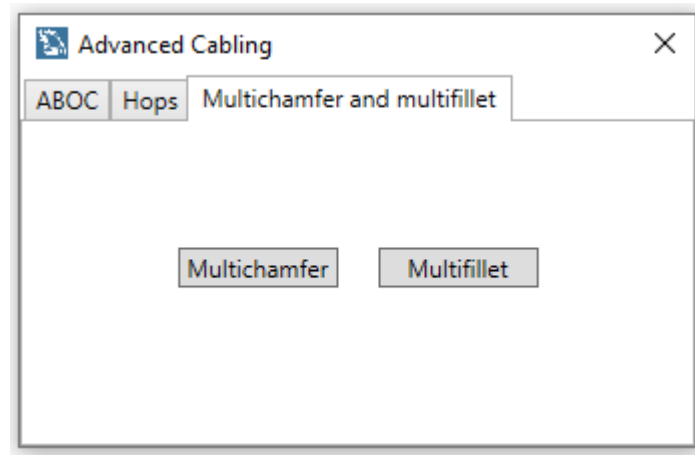 Advanced Cabling
ABOC Hops Multichamfer and multifillet
Multichamfer Multifillet